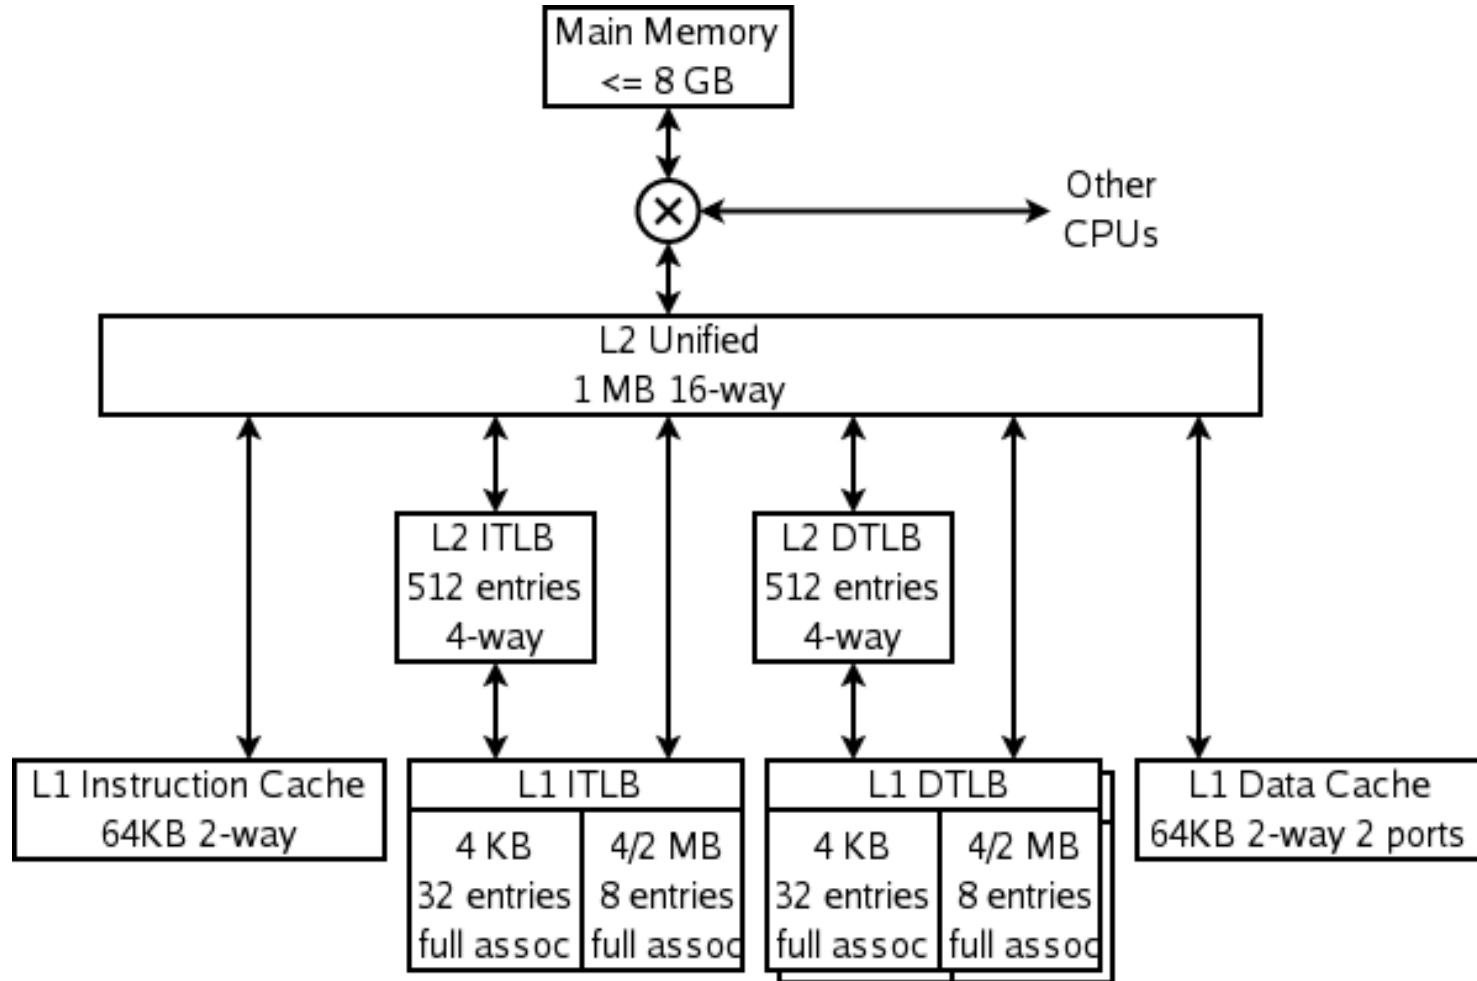 Main Memory
<= 8 GB
Other
CPUs
L2 Unified
1 MB 16-way
L2 ITLB
512 entries
4-way
L2 DTLB
512 entries
4-way
L1 Instruction Cache
64KB 2-way
L1 ITLB
4 KB
32 entries
full assoc
4/2 MB
8 entries
full assoc
L1 DTLB
4 KB
32 entries
full assoc
4/2 MB
8 entries
full assoc
L1 Data Cache
64KB 2-way 2 ports